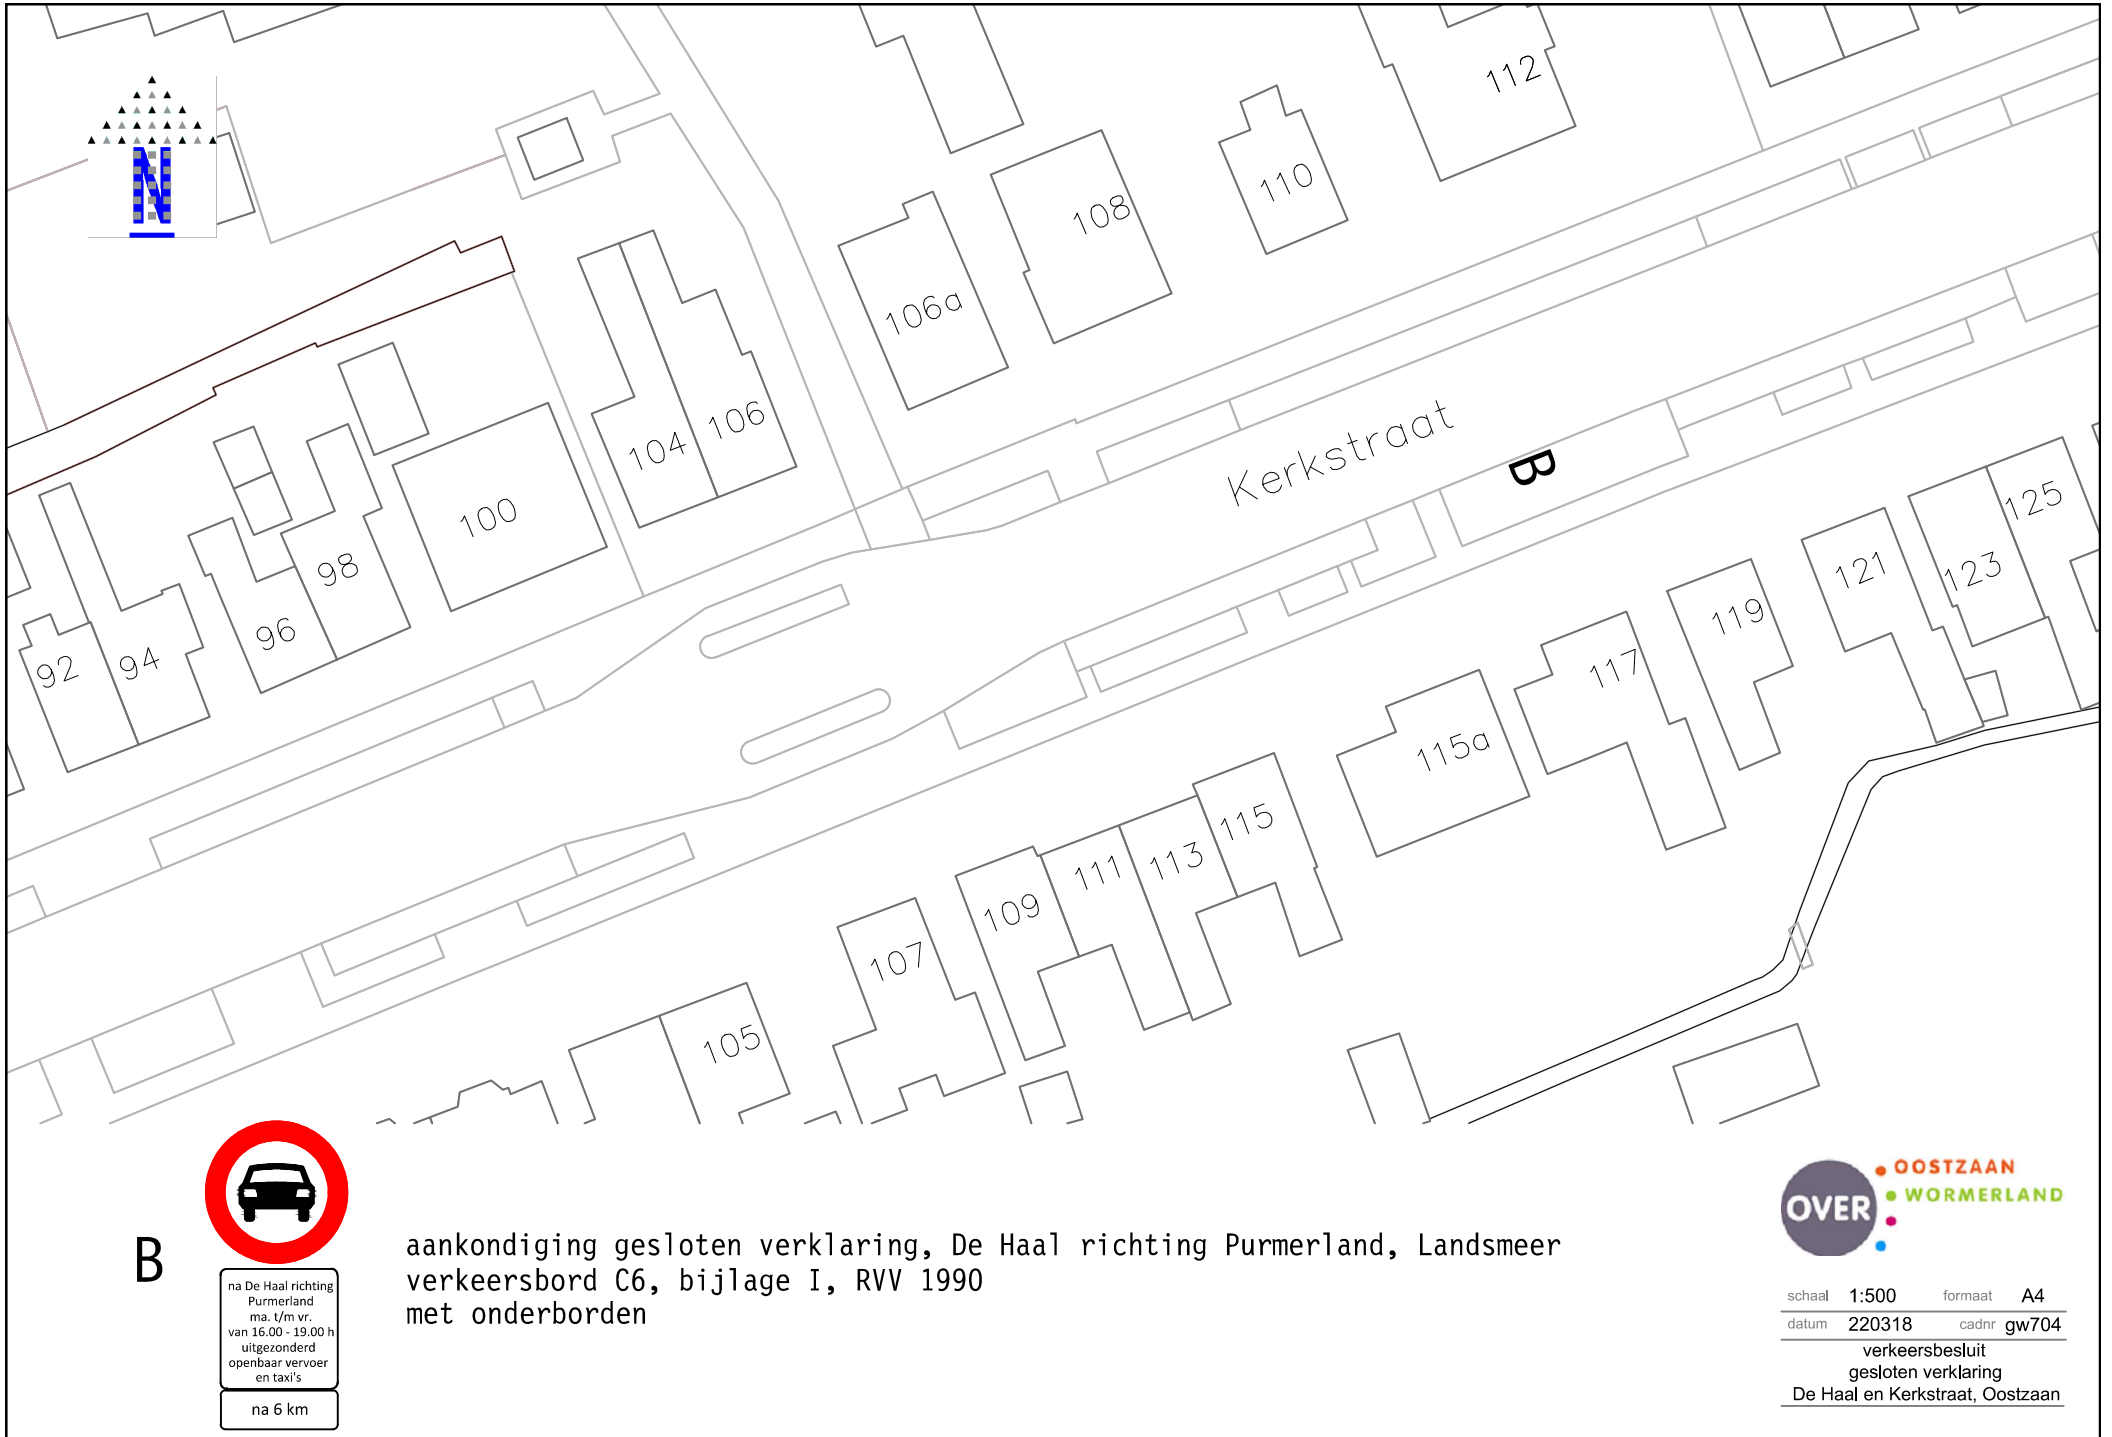 N
112
110
108
106a
106
104
100
98
96
94
92
Kerkstraat
B
125
123
121
119
117
115a
115
113
111
109
107
105
B
na De Haal richting
Purmerland
ma. t/m vr.
van 16.00 - 19.00 h
uitgezonderd
openbaar vervoer
en taxi's
na 6 km
aankondiging gesloten verklaring, De Haal richting Purmerland, Landsmeer
verkeersbord C6, bijlage I, RVV 1990
met onderborden
OVER
OOSTZAAN
WORMERLAND
schaal 1:500 formaat A4
datum 220318 cadnr gw704
verkeersbesluit
gesloten verklaring
De Haal en Kerkstraat, Oostzaan